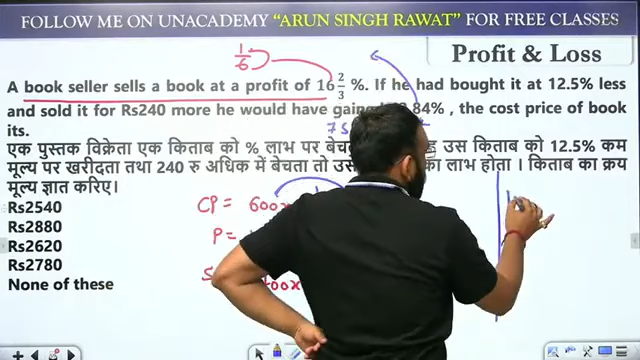 FOLLOW ME ON UNACADEMY “ARUN SINGH RAWAT” FOR FREE CLASSES
Profit & Loss
1/6
A book seller sells a book at a profit of 16 2/3 %. If he had bought it at 12.5% less
and sold it for Rs240 more he would have 84% , the cost price of book
its.
75
एक पुस्तक विक्रेता एक किताब को % लाभ पर उस किताब को 12.5% कम
मूल्य पर खरीदता तथा 240 रु अधिक में बेचता तो का लाभ होता । किताब का क्रय
मूल्य ज्ञात करिए।
Rs2540
CP = 600x
Rs2880
P =
Rs2620
Rs2780
00x
None of these